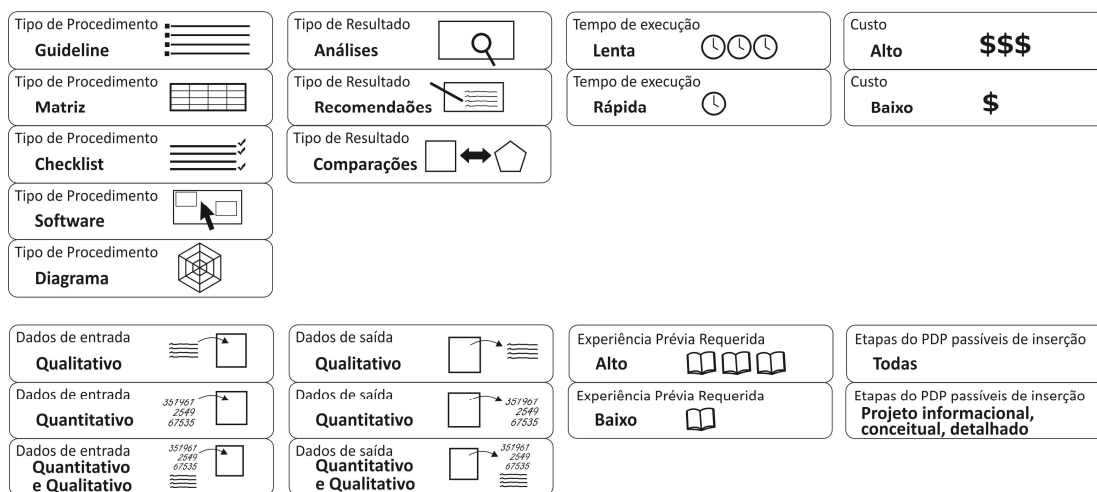 Tipo de Procedimento
Guideline
Tipo de Procedimento
Matriz
Tipo de Procedimento
Checklist
Tipo de Procedimento
Software
Tipo de Procedimento
Diagrama
Tipo de Resultado
Análises
Tipo de Resultado
Recomendaões
Tipo de Resultado
Comparações
Tempo de execução
Lenta
Tempo de execução
Rápida
Custo
Alto
$$$
Custo
Baixo
$
Dados de entrada
Qualitativo
Dados de entrada
Quantitativo
351961
2549
67535
Dados de entrada
Quantitativo
e Qualitativo
351961
2549
67535
Dados de saída
Qualitativo
Dados de saída
Quantitativo
351961
2549
67535
Dados de saída
Quantitativo
e Qualitativo
351961
2549
67535
Experiência Prévia Requerida
Alto
Experiência Prévia Requerida
Baixo
Etapas do PDP passíveis de inserção
Todas
Etapas do PDP passíveis de inserção
Projeto informacional,
conceitual, detalhado